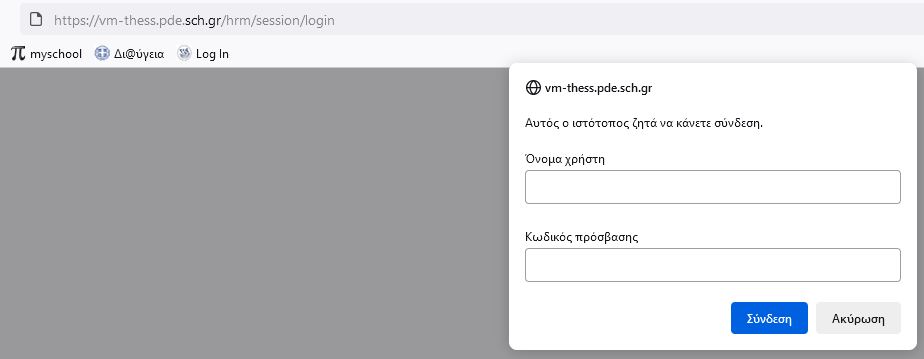 https://vm-thess.pde.sch.gr/hrm/session/login
myschool Δι@ύγεια Log In
vm-thess.pde.sch.gr
Αυτός ο ιστότοπος ζητά να κάνετε σύνδεση.
Όνομα χρήστη
Κωδικός πρόσβασης
Σύνδεση Ακύρωση